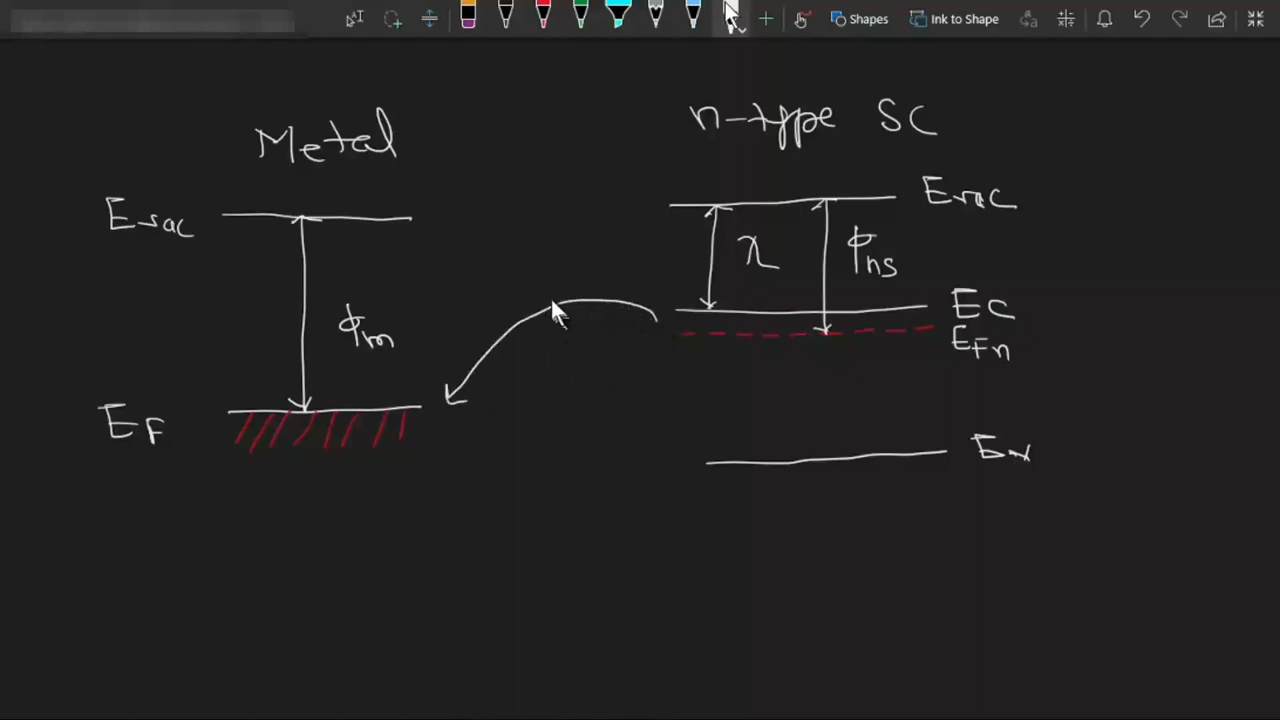 Shapes
Ink to Shape
Metal
n-type SC
Evac
Evac
χ
ϕns
ϕm
EC
EFn
EF
Ev